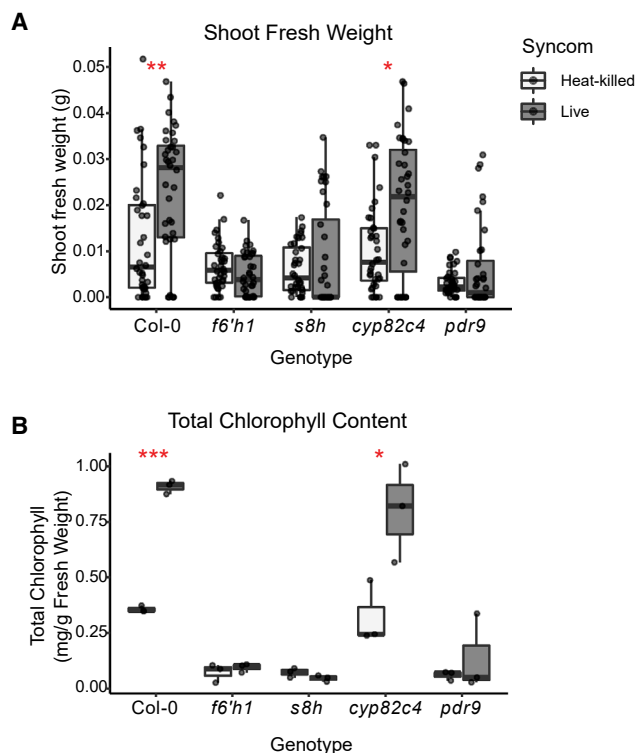 A
Shoot Fresh Weight
Syncom
Heat-killed
Live
Shoot fresh weight (g)
0.05
0.04
0.03
0.02
0.01
0.00
**
*
Col-0 f6'h1 s8h cyp82c4 pdr9
Genotype
B
Total Chlorophyll Content
Total Chlorophyll
(mg/g Fresh Weight)
1.00
0.75
0.50
0.25
0.00
***
*
Col-0 f6'h1 s8h cyp82c4 pdr9
Genotype